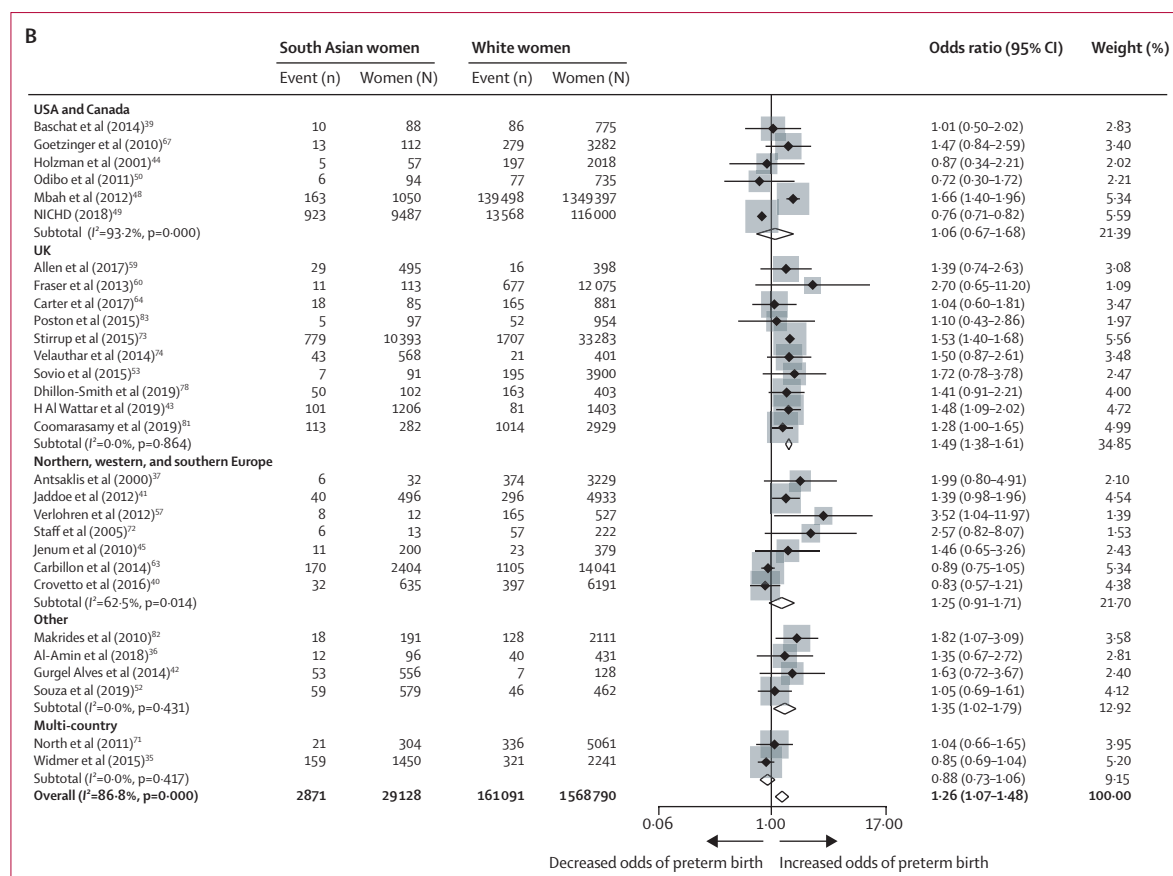 B
South Asian women White women Odds ratio (95% CI) Weight (%)
Event (n) Women (N) Event (n) Women (N)
USA and Canada
Baschat et al (2014)³⁹ 10 88 86 775 1·01 (0·50–2·02) 2·83
Goetzinger et al (2010)⁶⁷ 13 112 279 3282 1·47 (0·84–2·59) 3·40
Holzman et al (2001)⁴⁴ 5 57 197 2018 0·87 (0·34–2·21) 2·02
Odibo et al (2011)⁵⁰ 6 94 77 735 0·72 (0·30–1·72) 2·21
Mbah et al (2012)⁴⁸ 163 1050 139498 1349397 1·66 (1·40–1·96) 5·34
NICHD (2018)⁴⁹ 923 9487 13568 116000 0·76 (0·71–0·82) 5·59
Subtotal (I²=93·2%, p=0·000) 1·06 (0·67–1·68) 21·39
UK
Allen et al (2017)⁵⁹ 29 495 16 398 1·39 (0·74–2·63) 3·08
Fraser et al (2013)⁶⁰ 11 113 677 12075 2·70 (0·65–11·20) 1·09
Carter et al (2017)⁶⁴ 18 85 165 881 1·04 (0·60–1·81) 3·47
Poston et al (2015)⁸³ 5 97 52 954 1·10 (0·43–2·86) 1·97
Stirrup et al (2015)⁷³ 779 10393 1707 33283 1·53 (1·40–1·68) 5·56
Velauthar et al (2014)⁷⁴ 43 568 21 401 1·50 (0·87–2·61) 3·48
Sovio et al (2015)⁵³ 7 91 195 3900 1·72 (0·78–3·78) 2·47
Dhillon-Smith et al (2019)⁷⁸ 50 102 163 403 1·41 (0·91–2·21) 4·00
H Al Wattar et al (2019)⁴³ 101 1206 81 1403 1·48 (1·09–2·02) 4·72
Coomarasamy et al (2019)⁸¹ 113 282 1014 2929 1·28 (1·00–1·65) 4·99
Subtotal (I²=0·0%, p=0·864) 1·49 (1·38–1·61) 34·85
Northern, western, and southern Europe
Antsaklis et al (2000)³⁷ 6 32 374 3229 1·99 (0·80–4·91) 2·10
Jaddoe et al (2012)⁴¹ 40 496 296 4933 1·39 (0·98–1·96) 4·54
Verlohren et al (2012)⁵⁷ 8 12 165 527 3·52 (1·04–11·97) 1·39
Staff et al (2005)⁷² 6 13 57 222 2·57 (0·82–8·07) 1·53
Jenum et al (2010)⁴⁵ 11 200 23 379 1·46 (0·65–3·26) 2·43
Carbillon et al (2014)⁶³ 170 2404 1105 14041 0·89 (0·75–1·05) 5·34
Crovetto et al (2016)⁴⁰ 32 635 397 6191 0·83 (0·57–1·21) 4·38
Subtotal (I²=62·5%, p=0·014) 1·25 (0·91–1·71) 21·70
Other
Makrides et al (2010)⁸² 18 191 128 2111 1·82 (1·07–3·09) 3·58
Al-Amin et al (2018)³⁶ 12 96 40 431 1·35 (0·67–2·72) 2·81
Gurgel Alves et al (2014)⁴² 53 556 7 128 1·63 (0·72–3·67) 2·40
Souza et al (2019)⁵² 59 579 46 462 1·05 (0·69–1·61) 4·12
Subtotal (I²=0·0%, p=0·431) 1·35 (1·02–1·79) 12·92
Multi-country
North et al (2011)⁷¹ 21 304 336 5061 1·04 (0·66–1·65) 3·95
Widmer et al (2015)³⁵ 159 1450 321 2241 0·85 (0·69–1·04) 5·20
Subtotal (I²=0·0%, p=0·417) 0·88 (0·73–1·06) 9·15
Overall (I²=86·8%, p=0·000) 2871 29128 161091 1568790 1·26 (1·07–1·48) 100·00
0·06 1·00 17·00
Decreased odds of preterm birth Increased odds of preterm birth